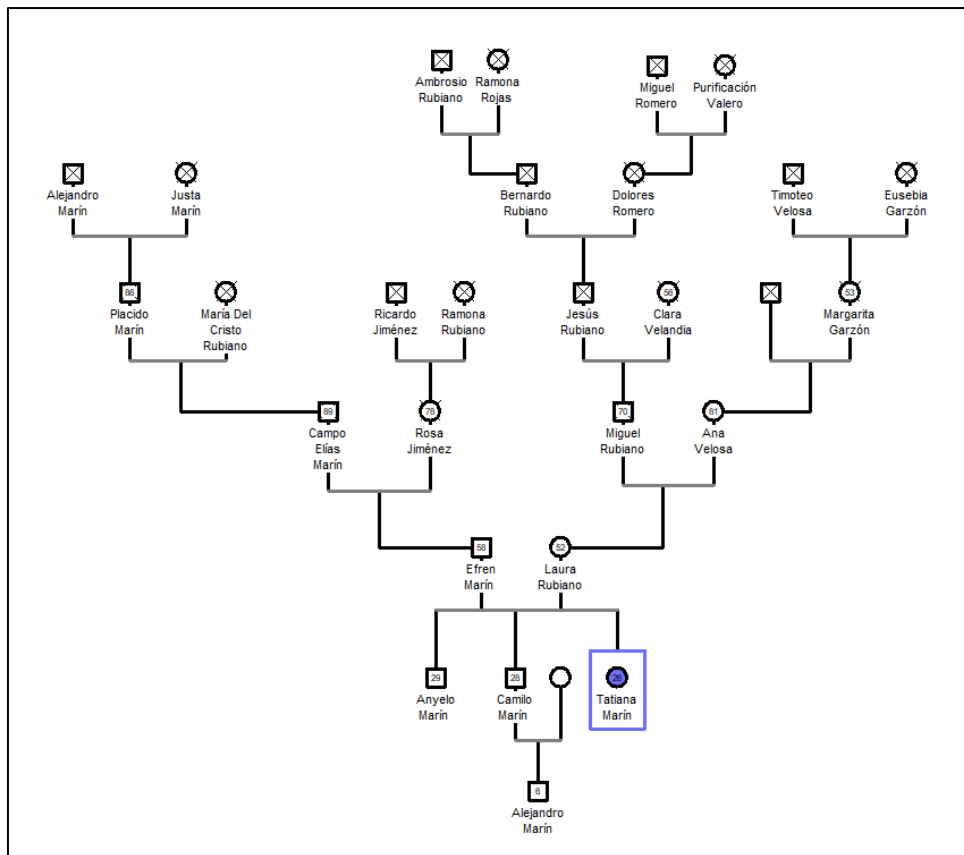 Ambrosio Rubiano
Ramona Rojas
Miguel Romero
Purificación Valero
Alejandro Marín
Justa Marín
Bernardo Rubiano
Dolores Romero
Timoteo Velosa
Eusebia Garzón
86
Placido Marín
María Del Cristo Rubiano
Ricardo Jiménez
Ramona Rubiano
Jesús Rubiano
56
Clara Velandia
53
Margarita Garzón
89
Campo Elías Marín
78
Rosa Jiménez
70
Miguel Rubiano
81
Ana Velosa
58
Efren Marín
52
Laura Rubiano
29
Anyelo Marín
28
Camilo Marín
26
Tatiana Marín
6
Alejandro Marín